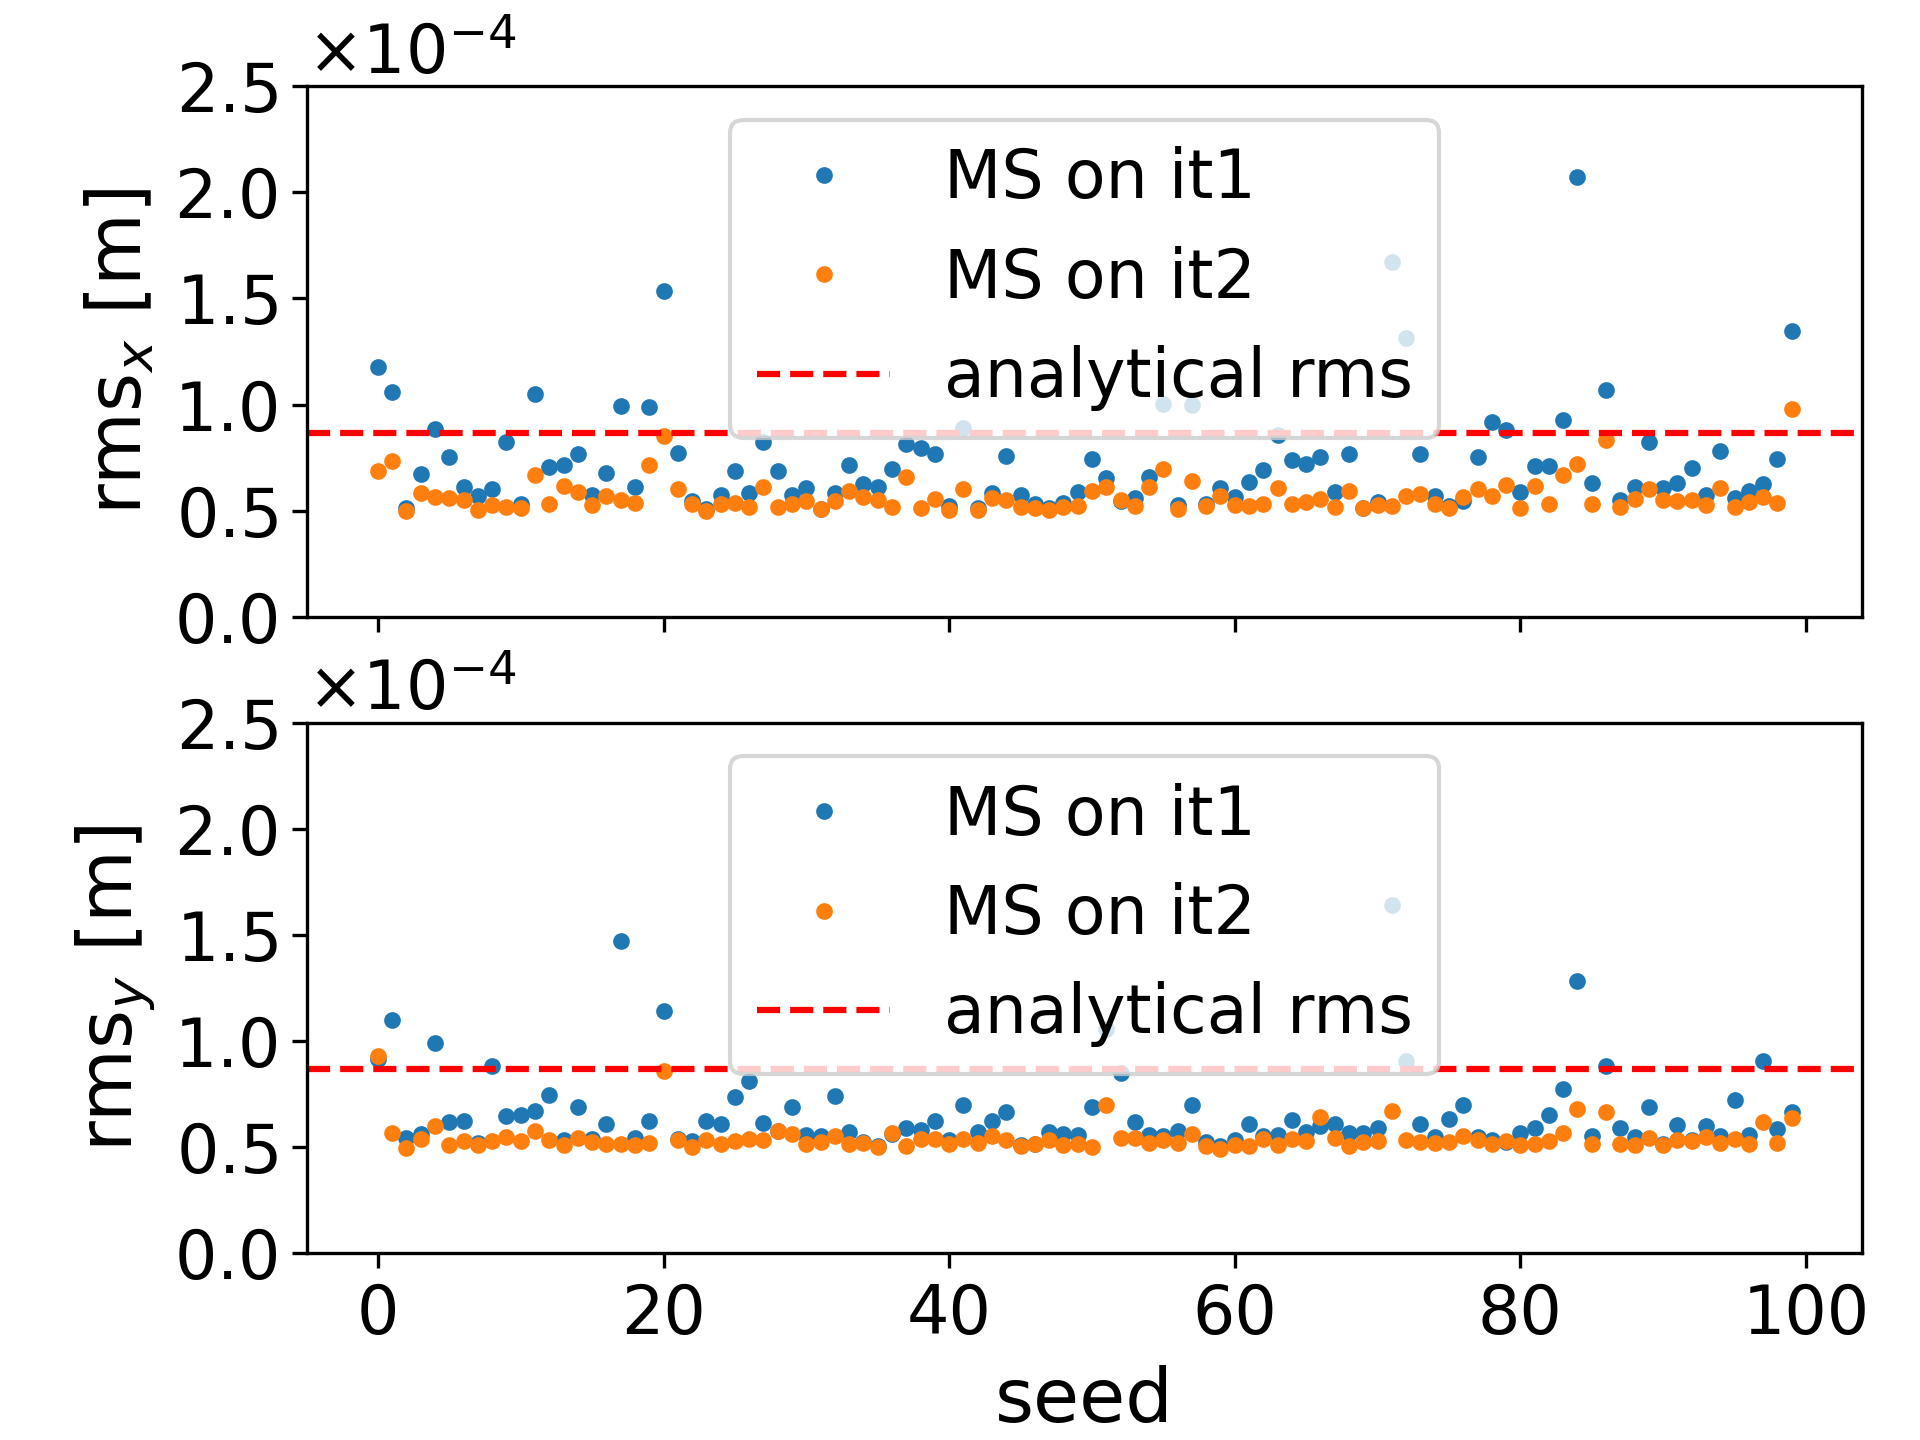 ×10⁻⁴
2.5
2.0
1.5
1.0
0.5
0.0
rmsₓ [m]
MS on it1
MS on it2
analytical rms
×10⁻⁴
2.5
2.0
1.5
1.0
0.5
0.0
rms_y [m]
MS on it1
MS on it2
analytical rms
0 20 40 60 80 100
seed